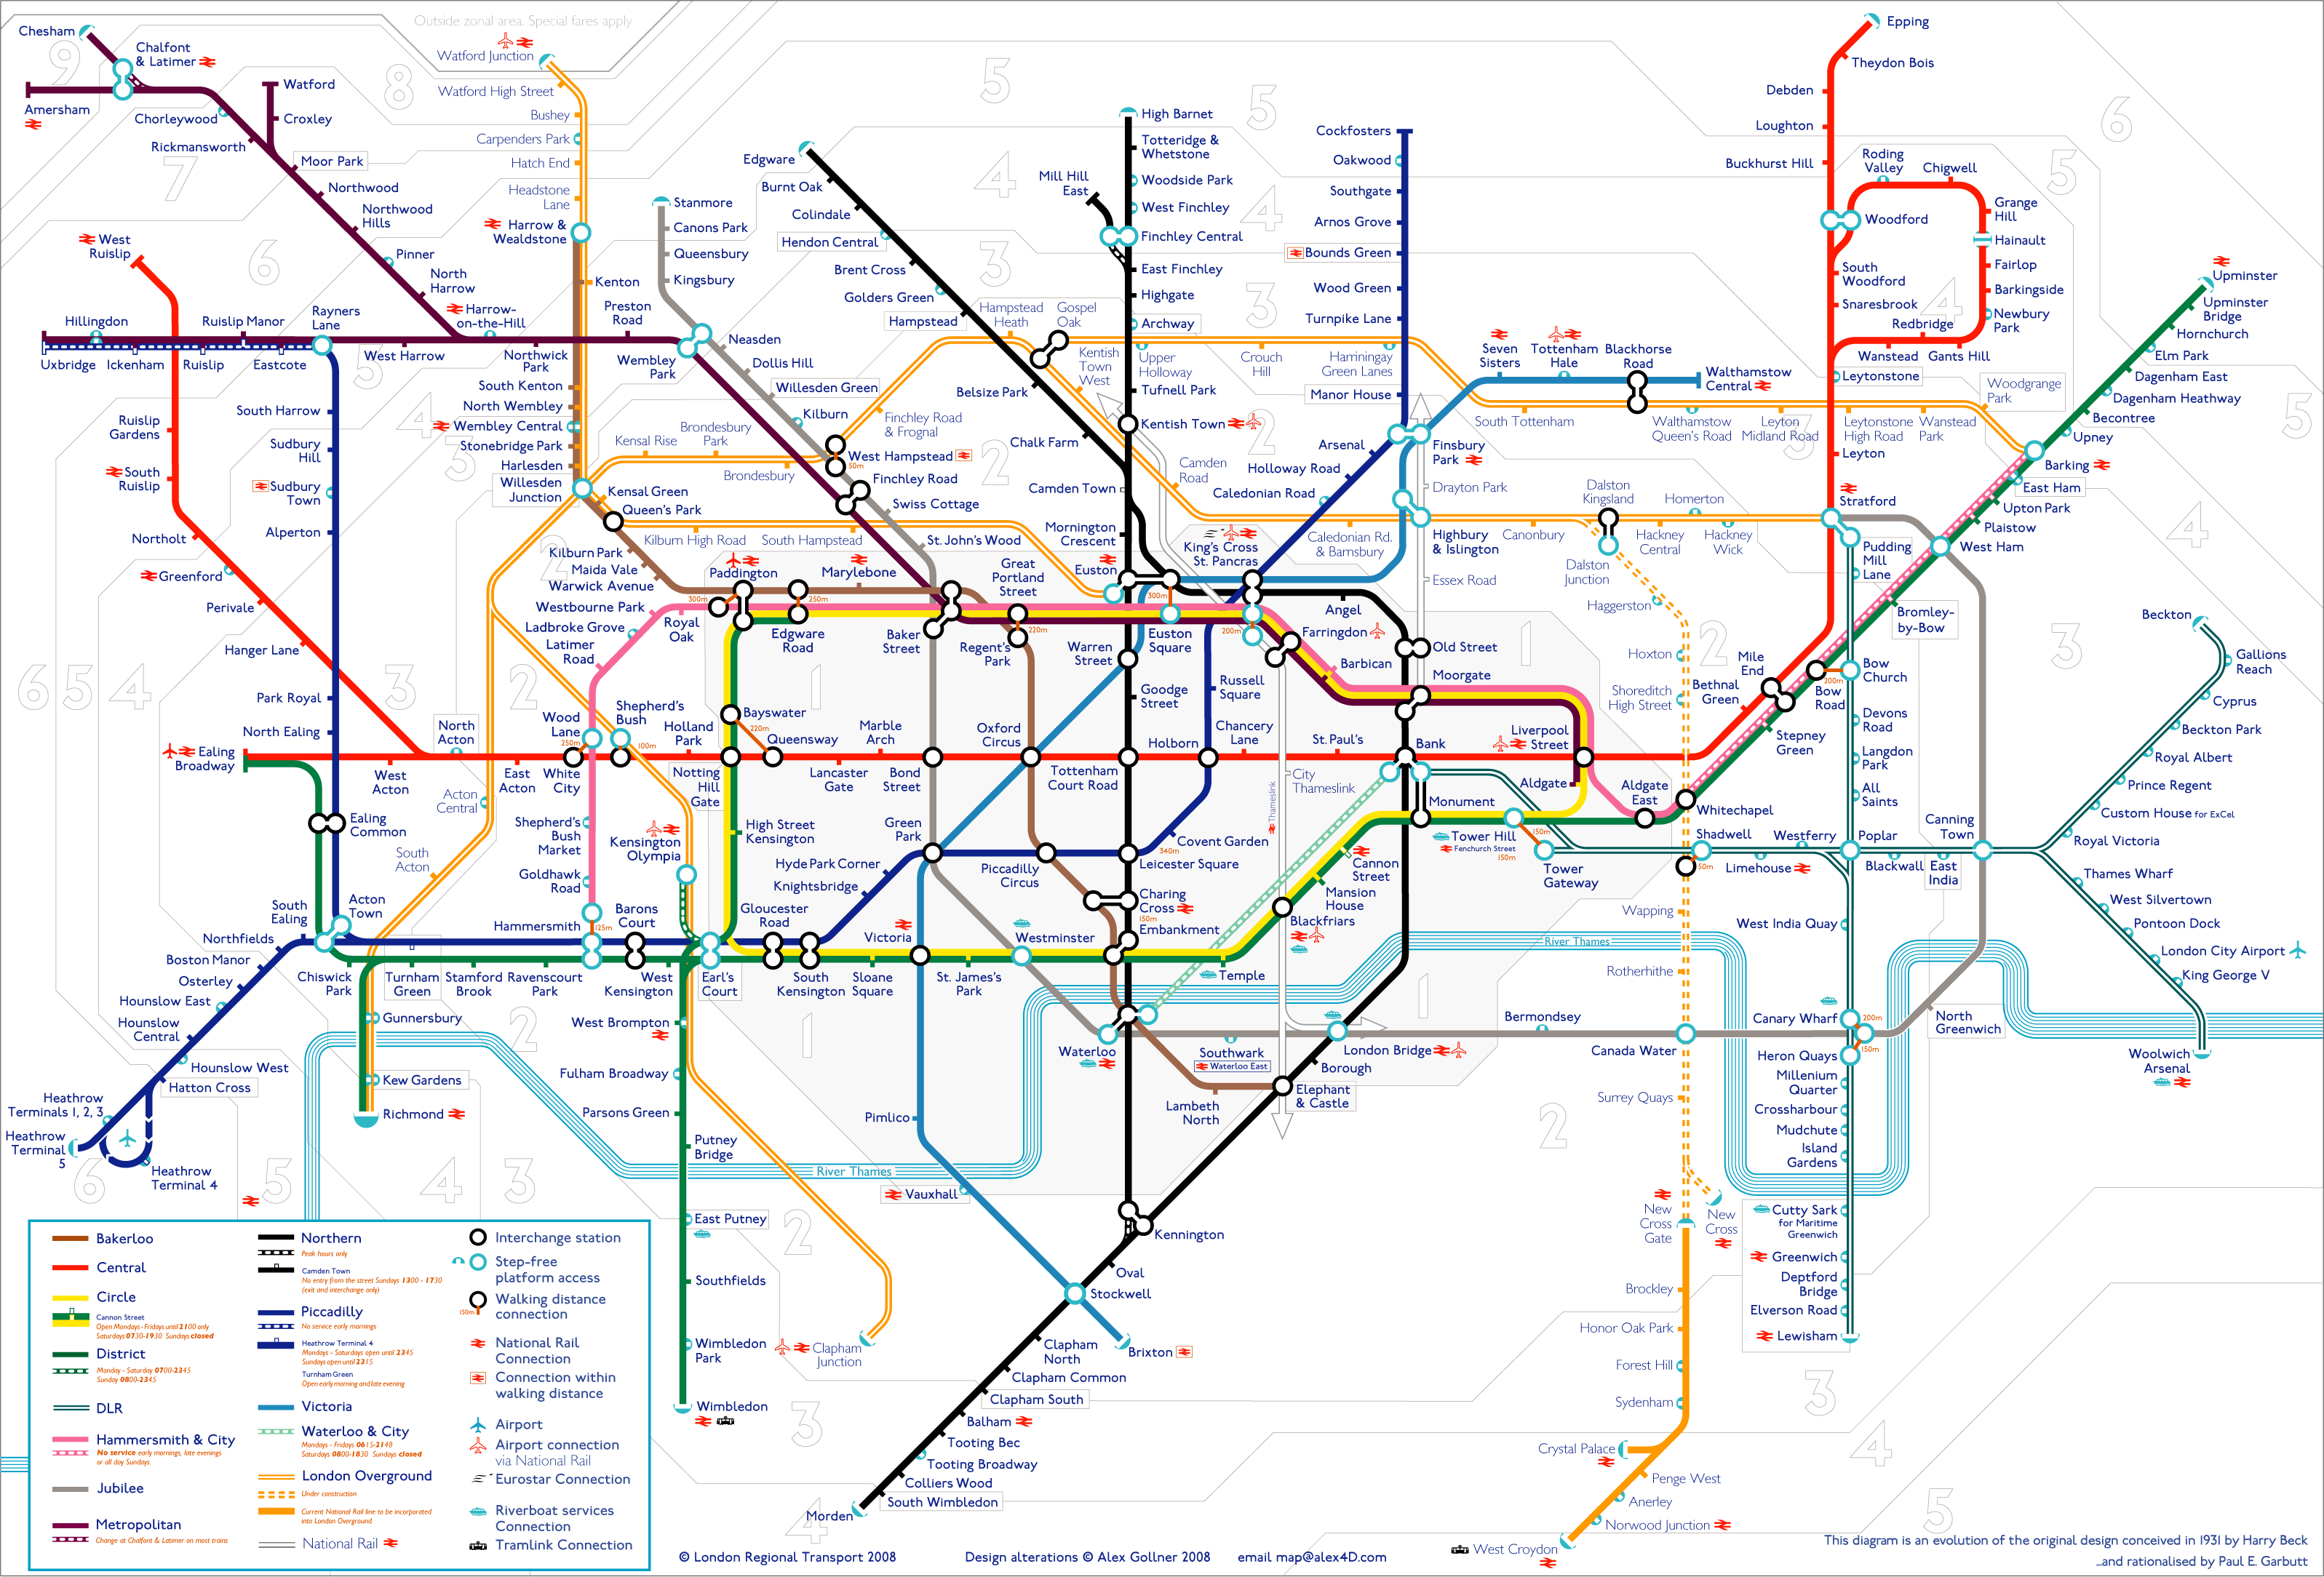 Outside zonal area. Special fares apply
Chesham
Chalfont
& Latimer
Amersham
Chorleywood
Rickmansworth
Watford
Croxley
Moor Park
Northwood
Northwood
Hills
Pinner
North
Harrow
Harrow-
on-the-Hill
Watford Junction
Watford High Street
Bushey
Carpenders Park
Hatch End
Headstone
Lane
Harrow &
Wealdstone
Kenton
Preston
Road
Northwick
Park
South Kenton
North Wembley
Wembley Central
Stonebridge Park
Harlesden
Willesden
Junction
West
Ruislip
Hillingdon
Ruislip Manor
Rayners
Lane
Uxbridge
Ickenham
Ruislip
Eastcote
West Harrow
Ruislip
Gardens
South
Ruislip
Northolt
Greenford
Perivale
Hanger Lane
South Harrow
Sudbury
Hill
Sudbury
Town
Alperton
Park Royal
North Ealing
Ealing
Broadway
West
Acton
North
Acton
East
Acton
Ealing
Common
Acton
Central
South
Acton
South
Ealing
Acton
Town
Northfields
Boston Manor
Osterley
Hounslow East
Hounslow
Central
Hounslow West
Hatton Cross
Heathrow
Terminals 1, 2, 3
Heathrow
Terminal
5
Heathrow
Terminal 4
Chiswick
Park
Turnham
Green
Stamford
Brook
Ravenscourt
Park
Gunnersbury
Kew Gardens
Richmond
Stanmore
Canons Park
Queensbury
Kingsbury
Wembley
Park
Neasden
Dollis Hill
Willesden Green
Kilburn
West Hampstead
50m
Finchley Road
Swiss Cottage
St. John's Wood
Finchley Road
& Frognal
Kensal Rise
Brondesbury
Park
Brondesbury
Kensal Green
Queen's Park
Kilburn High Road
South Hampstead
Kilburn Park
Maida Vale
Warwick Avenue
Edgware
Burnt Oak
Colindale
Hendon Central
Brent Cross
Golders Green
Hampstead
Belsize Park
Chalk Farm
Camden Town
Mornington
Crescent
Euston
Hampstead
Heath
Gospel
Oak
Kentish
Town
West
Camden
Road
High Barnet
Totteridge &
Whetstone
Woodside Park
West Finchley
Mill Hill
East
Finchley Central
East Finchley
Highgate
Archway
Upper
Holloway
Tufnell Park
Kentish Town
Crouch
Hill
Harringay
Green Lanes
Cockfosters
Oakwood
Southgate
Arnos Grove
Bounds Green
Wood Green
Turnpike Lane
Manor House
Arsenal
Finsbury
Park
Holloway Road
Caledonian Road
Drayton Park
Highbury
& Islington
Essex Road
Caledonian Rd.
& Barnsbury
Canonbury
Dalston
Kingsland
Dalston
Junction
Haggerston
Hoxton
Shoreditch
High Street
Homerton
Hackney
Central
Hackney
Wick
Seven
Sisters
Tottenham
Hale
Blackhorse
Road
Walthamstow
Central
South Tottenham
Walthamstow
Queen's Road
Leyton
Midland Road
Leytonstone
High Road
Wanstead
Park
Woodgrange
Park
Epping
Theydon Bois
Debden
Loughton
Buckhurst Hill
Roding
Valley
Chigwell
Grange
Hill
Hainault
Fairlop
Barkingside
Newbury
Park
Woodford
South
Woodford
Snaresbrook
Redbridge
Wanstead
Gants Hill
Leytonstone
Leyton
Stratford
Upminster
Upminster
Bridge
Hornchurch
Elm Park
Dagenham East
Dagenham Heathway
Becontree
Upney
Barking
East Ham
Upton Park
Plaistow
West Ham
Bromley-
by-Bow
Pudding
Mill
Lane
Bow
Church
200m
Bow
Road
Mile
End
Bethnal
Green
Stepney
Green
Devons
Road
Langdon
Park
All
Saints
Poplar
Paddington
300m
Marylebone
Great
Portland
Street
Edgware
Road
250m
Baker
Street
Regent's
Park
220m
Westbourne Park
Ladbroke Grove
Latimer
Road
Royal
Oak
Warren
Street
Euston
Square
300m
King's Cross
St. Pancras
200m
Farringdon
Barbican
Angel
Old Street
Moorgate
Goodge
Street
Russell
Square
Chancery
Lane
Holborn
St. Paul's
Bank
Liverpool
Street
Aldgate
Aldgate
East
Whitechapel
Wood
Lane
250m
White
City
Shepherd's
Bush
100m
Holland
Park
Notting
Hill
Gate
Bayswater
220m
Queensway
Lancaster
Gate
Marble
Arch
Bond
Street
Oxford
Circus
Tottenham
Court Road
City
Thameslink
Thameslink
Shepherd's
Bush
Market
Goldhawk
Road
Hammersmith
125m
Kensington
Olympia
High Street
Kensington
Barons
Court
West
Kensington
Earl's
Court
Gloucester
Road
South
Kensington
Sloane
Square
Victoria
St. James's
Park
Westminster
Hyde Park Corner
Knightsbridge
Green
Park
Piccadilly
Circus
Leicester Square
Covent Garden
340m
Charing
Cross
150m
Embankment
Temple
Blackfriars
Mansion
House
Cannon
Street
Monument
Tower Hill
Fenchurch Street
150m
150m
Tower
Gateway
Shadwell
50m
Limehouse
Westferry
Blackwall
East
India
Canning
Town
Royal Victoria
Custom House for ExCel
Prince Regent
Royal Albert
Beckton Park
Cyprus
Gallions
Reach
Beckton
Thames Wharf
West Silvertown
Pontoon Dock
London City Airport
King George V
Woolwich
Arsenal
West India Quay
Canary Wharf
200m
150m
Heron Quays
Millenium
Quarter
Crossharbour
Mudchute
Island
Gardens
Cutty Sark
for Maritime
Greenwich
Greenwich
Deptford
Bridge
Elverson Road
Lewisham
North
Greenwich
Wapping
Rotherhithe
Canada Water
Bermondsey
Surrey Quays
New
Cross
Gate
New
Cross
Brockley
Honor Oak Park
Forest Hill
Sydenham
Crystal Palace
Penge West
Anerley
Norwood Junction
West Croydon
River Thames
River Thames
West Brompton
Fulham Broadway
Parsons Green
Putney
Bridge
East Putney
Southfields
Wimbledon
Park
Wimbledon
Clapham
Junction
Pimlico
Vauxhall
Waterloo
Southwark
Waterloo East
London Bridge
Borough
Elephant
& Castle
Lambeth
North
Kennington
Oval
Stockwell
Brixton
Clapham
North
Clapham Common
Clapham South
Balham
Tooting Bec
Tooting Broadway
Colliers Wood
South Wimbledon
Morden
9
8
7
6
5
4
3
2
1
Bakerloo
Central
Circle
Cannon Street
Open Mondays - Fridays until 2100 only
Saturdays 0730-1930 Sundays closed
District
Monday - Saturday 0700-2345
Sunday 0800-2345
DLR
Hammersmith & City
No service early mornings, late evenings
or all day Sundays.
Jubilee
Metropolitan
Change at Chalfont & Latimer on most trains
Northern
Peak hours only
Camden Town
No entry from the street Sundays 1300 - 1730
(exit and interchange only)
Piccadilly
No service early mornings
Heathrow Terminal 4
Mondays - Saturdays open until 2345
Sundays open until 2315
Turnham Green
Open early morning and late evening
Victoria
Waterloo & City
Mondays - Fridays 0615-2148
Saturdays 0800-1830 Sundays closed
London Overground
Under construction
Current National Rail line to be incorporated
into London Overground
National Rail
Interchange station
Step-free
platform access
150m
Walking distance
connection
National Rail
Connection
Connection within
walking distance
Airport
Airport connection
via National Rail
Eurostar Connection
Riverboat services
Connection
Tramlink Connection
© London Regional Transport 2008
Design alterations © Alex Gollner 2008
email map@alex4D.com
This diagram is an evolution of the original design conceived in 1931 by Harry Beck
...and rationalised by Paul E. Garbutt